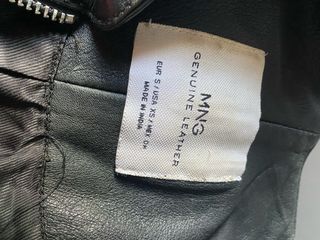 MNG
GENUINE LEATHER
EUR S / USA XS / MEX CH
MADE IN INDIA